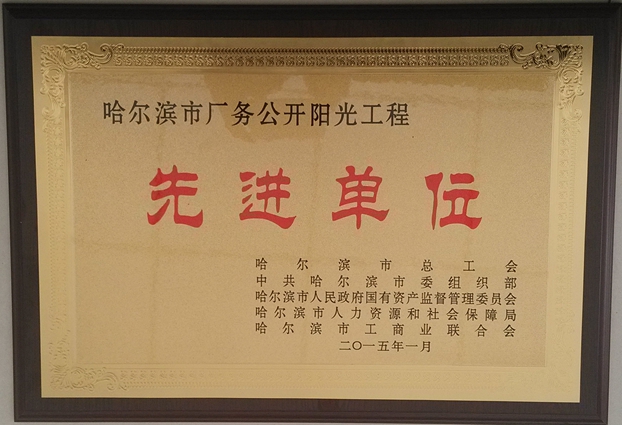 哈尔滨市厂务公开阳光工程
先进单位
哈尔滨市总工会
中共哈尔滨市委组织部
哈尔滨市人民政府国有资产监督管理委员会
哈尔滨市人力资源和社会保障局
哈尔滨市工商业联合会
二〇一五年一月